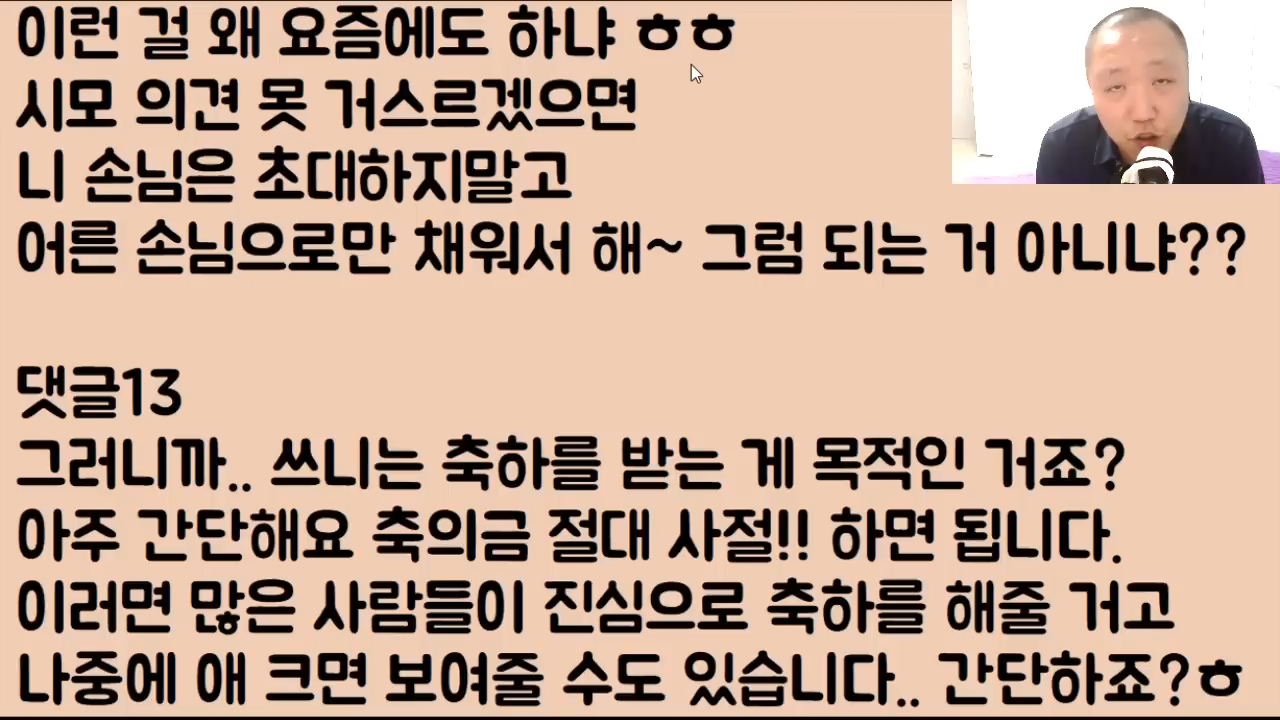 이런 걸 왜 요즘에도 하냐 ㅎㅎ
시모 의견 못 거스르겠으면
니 손님은 초대하지말고
어른 손님으로만 채워서 해~ 그럼 되는 거 아니냐??
댓글13
그러니까.. 쓰니는 축하를 받는 게 목적인 거죠?
아주 간단해요 축의금 절대 사절!! 하면 됩니다.
이러면 많은 사람들이 진심으로 축하를 해줄 거고
나중에 애 크면 보여줄 수도 있습니다.. 간단하죠?ㅎ